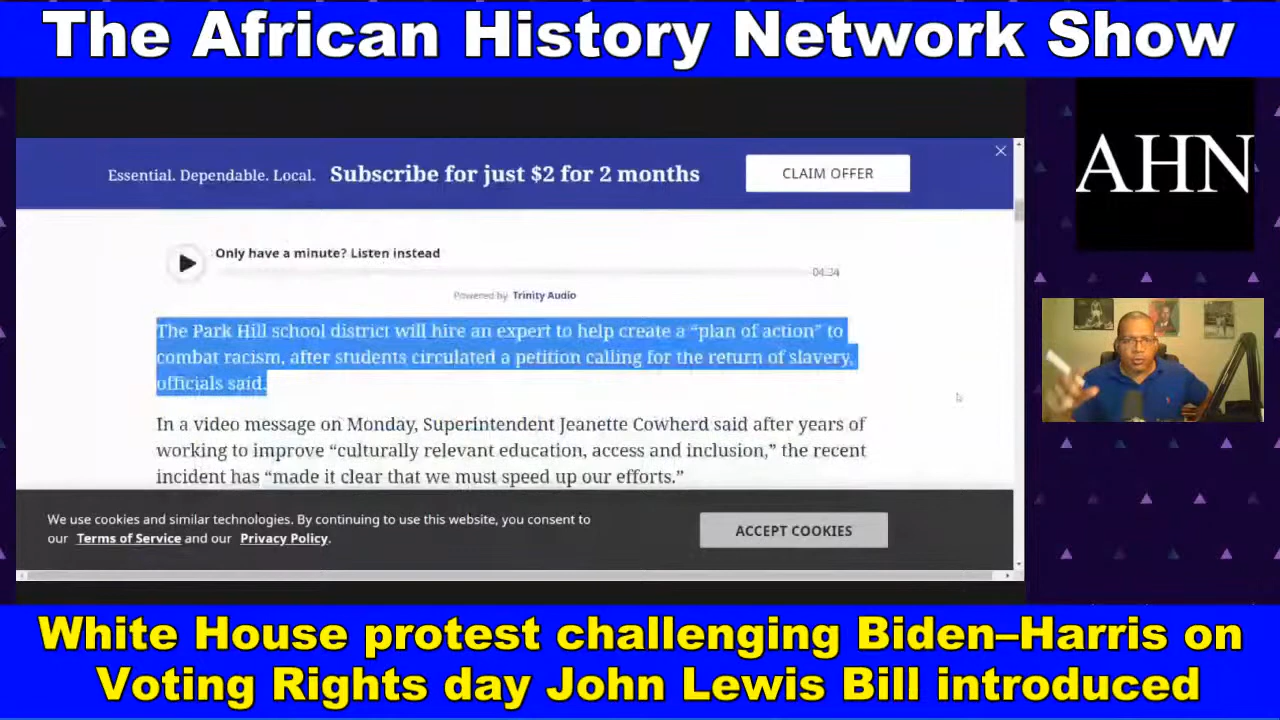 The African History Network Show
AHN
Essential. Dependable. Local. Subscribe for just $2 for 2 months CLAIM OFFER
Only have a minute? Listen instead
04:34
Powered by Trinity Audio
The Park Hill school district will hire an expert to help create a “plan of action” to
combat racism, after students circulated a petition calling for the return of slavery,
officials said.
In a video message on Monday, Superintendent Jeanette Cowherd said after years of
working to improve “culturally relevant education, access and inclusion,” the recent
incident has “made it clear that we must speed up our efforts.”
We use cookies and similar technologies. By continuing to use this website, you consent to
our Terms of Service and our Privacy Policy.
ACCEPT COOKIES
White House protest challenging Biden–Harris on
Voting Rights day John Lewis Bill introduced